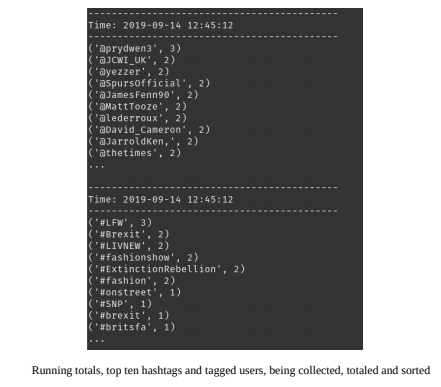 -------------------------------------------
Time: 2019-09-14 12:45:12
-------------------------------------------
('@prydwen3', 3)
('@JCWI_UK', 2)
('@yezzer', 2)
('@SpursOfficial', 2)
('@JamesFenn90', 2)
('@MattTooze', 2)
('@lederroux', 2)
('@David_Cameron', 2)
('@JarroldKen,', 2)
('@thetimes', 2)
...
-------------------------------------------
Time: 2019-09-14 12:45:12
-------------------------------------------
('#LFW', 3)
('#Brexit', 2)
('#LIVNEW', 2)
('#fashionshow', 2)
('#ExtinctionRebellion', 2)
('#fashion', 2)
('#onstreet', 1)
('#SNP', 1)
('#brexit', 1)
('#britsfa', 1)
...
Running totals, top ten hashtags and tagged users, being collected, totaled and sorted